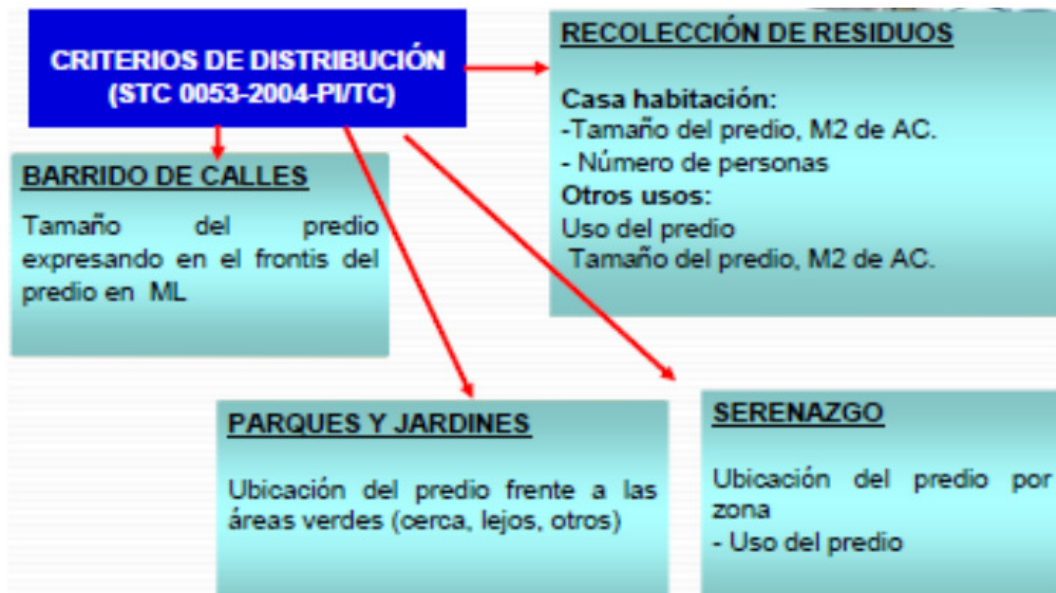 CRITERIOS DE DISTRIBUCIÓN
(STC 0053-2004-PI/TC)
RECOLECCIÓN DE RESIDUOS
Casa habitación:
-Tamaño del predio, M2 de AC.
- Número de personas
Otros usos:
Uso del predio
Tamaño del predio, M2 de AC.
BARRIDO DE CALLES
Tamaño del predio
expresando en el frontis del
predio en ML
PARQUES Y JARDINES
Ubicación del predio frente a las
áreas verdes (cerca, lejos, otros)
SERENAZGO
Ubicación del predio por
zona
- Uso del predio